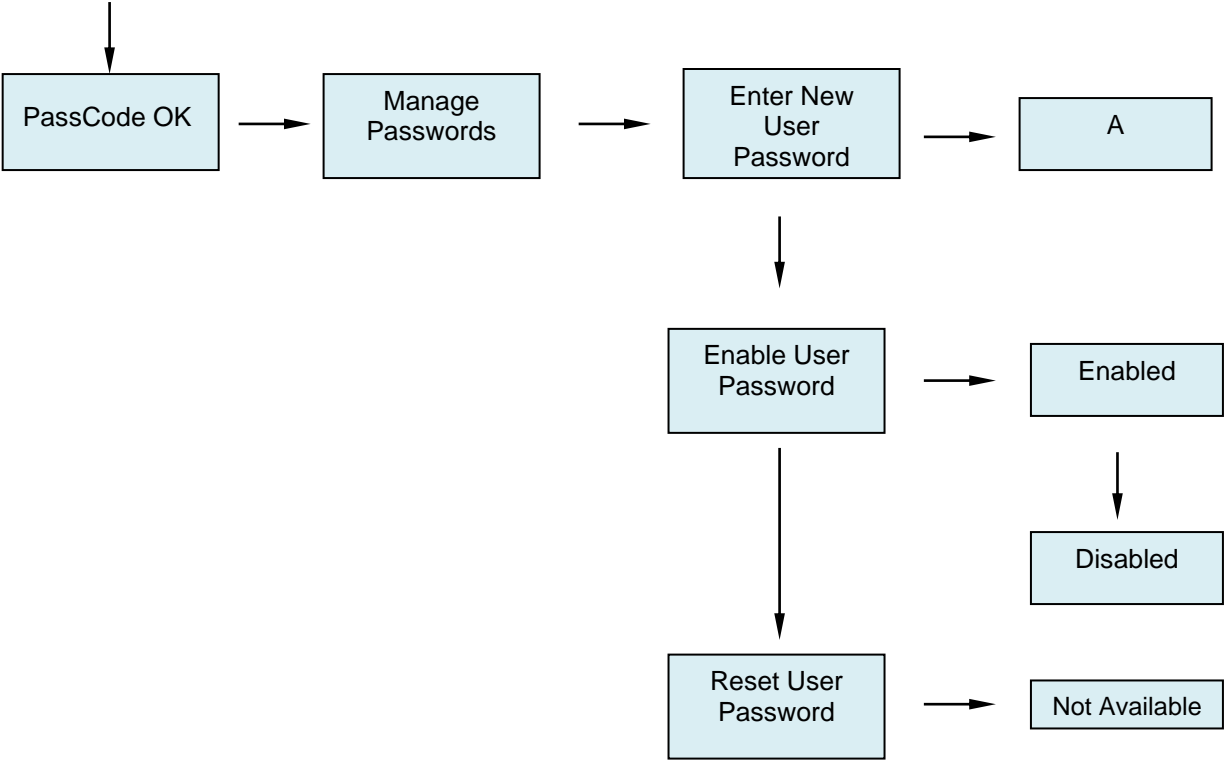 PassCode OK
Manage
Passwords
Enter New
User
Password
A
Enable User
Password
Enabled
Disabled
Reset User
Password
Not Available